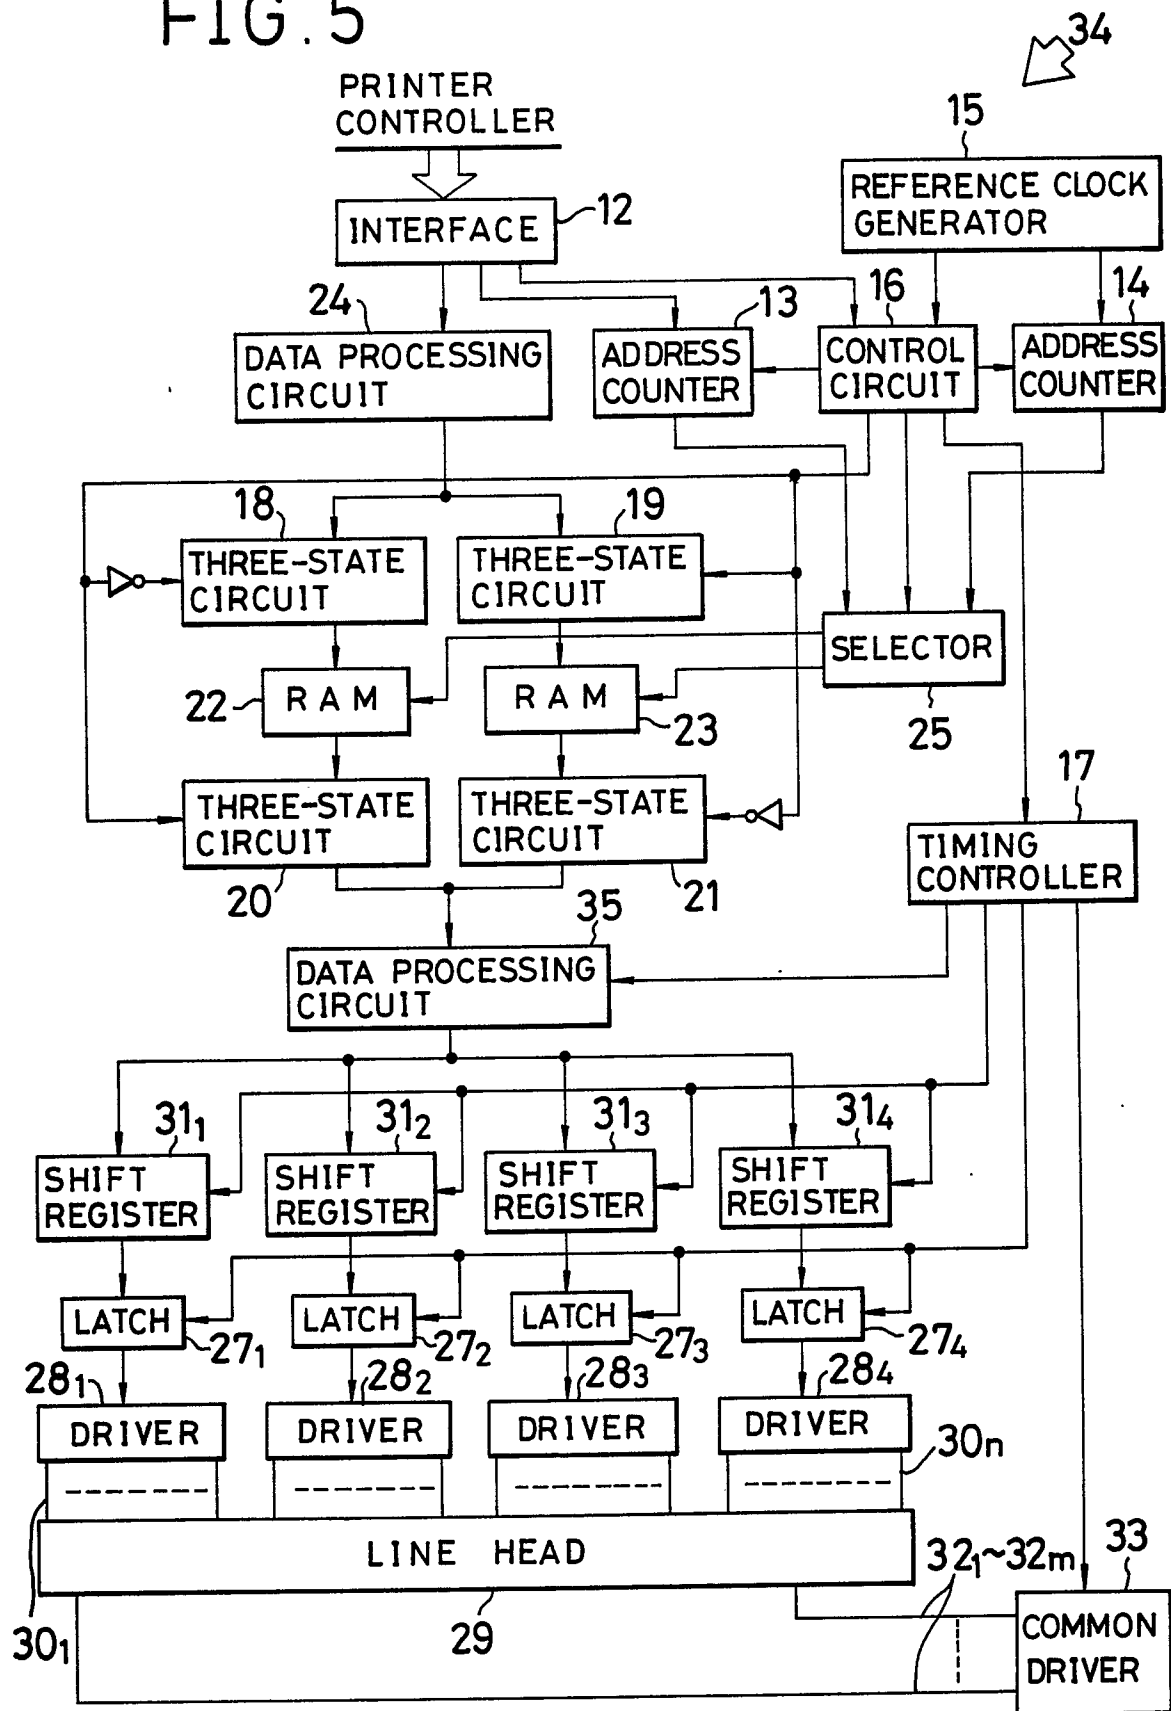 FIG. 5
34
PRINTER
CONTROLLER
15
REFERENCE CLOCK
GENERATOR
INTERFACE
12
24
13
16
14
DATA PROCESSING
CIRCUIT
ADDRESS
COUNTER
CONTROL
CIRCUIT
ADDRESS
COUNTER
18
19
THREE-STATE
CIRCUIT
THREE-STATE
CIRCUIT
SELECTOR
25
22
RAM
RAM
23
17
THREE-STATE
CIRCUIT
THREE-STATE
CIRCUIT
TIMING
CONTROLLER
20
21
35
DATA PROCESSING
CIRCUIT
31₁
31₂
31₃
31₄
SHIFT
REGISTER
SHIFT
REGISTER
SHIFT
REGISTER
SHIFT
REGISTER
LATCH
LATCH
LATCH
LATCH
27₁
27₂
27₃
27₄
28₁
28₂
28₃
28₄
DRIVER
DRIVER
DRIVER
DRIVER
30n
LINE HEAD
32₁~32m
33
30₁
29
COMMON
DRIVER